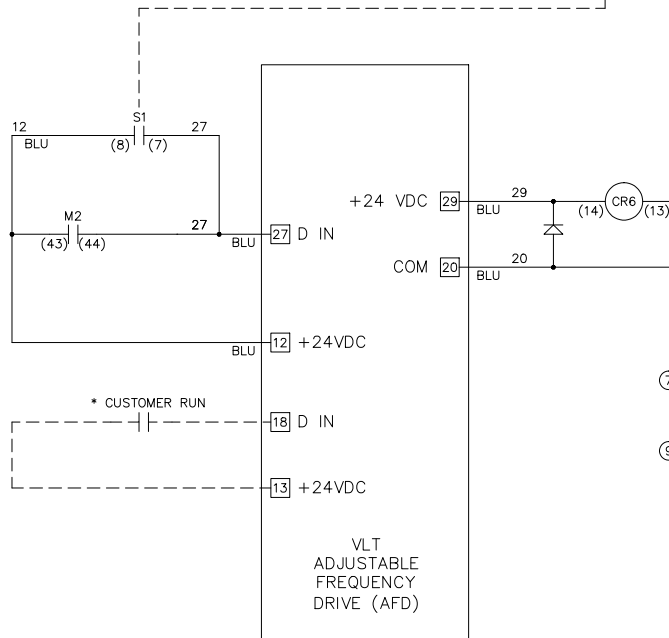 S1
12
27
BLU
(8)
(7)
M2
27
(43)
(44)
BLU
27 D IN
+24 VDC 29
29
BLU
(14)
CR6
(13)
COM 20
20
BLU
BLU
12 +24VDC
* CUSTOMER RUN
18 D IN
13 +24VDC
VLT
ADJUSTABLE
FREQUENCY
DRIVE (AFD)